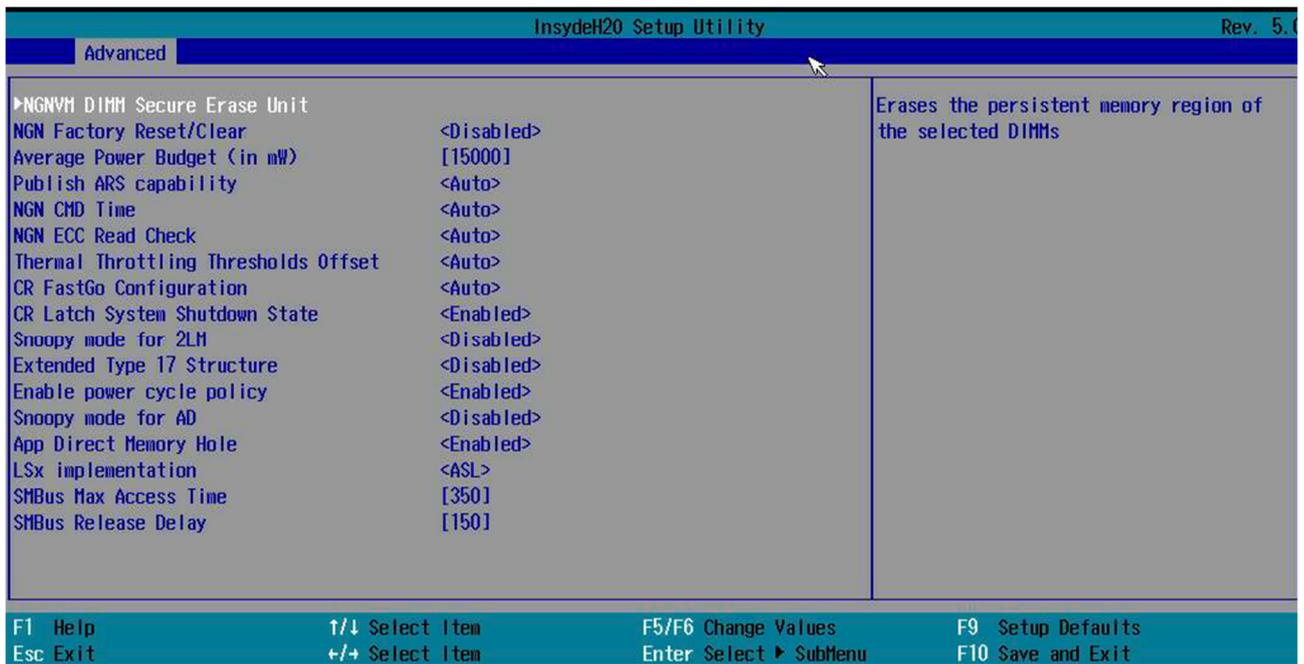 InsydeH20 Setup Utility Rev. 5.
Advanced
▶NGNVM DIMM Secure Erase Unit
NGN Factory Reset/Clear <Disabled>
Average Power Budget (in mW) [15000]
Publish ARS capability <Auto>
NGN CMD Time <Auto>
NGN ECC Read Check <Auto>
Thermal Throttling Thresholds Offset <Auto>
CR FastGo Configuration <Auto>
CR Latch System Shutdown State <Enabled>
Snoopy mode for 2LM <Disabled>
Extended Type 17 Structure <Disabled>
Enable power cycle policy <Enabled>
Snoopy mode for AD <Disabled>
App Direct Memory Hole <Enabled>
LSx implementation <ASL>
SMBus Max Access Time [350]
SMBus Release Delay [150]
Erases the persistent memory region of
the selected DIMMs
F1 Help ↑/↓ Select Item F5/F6 Change Values F9 Setup Defaults
Esc Exit ←/→ Select Item Enter Select ▶ SubMenu F10 Save and Exit